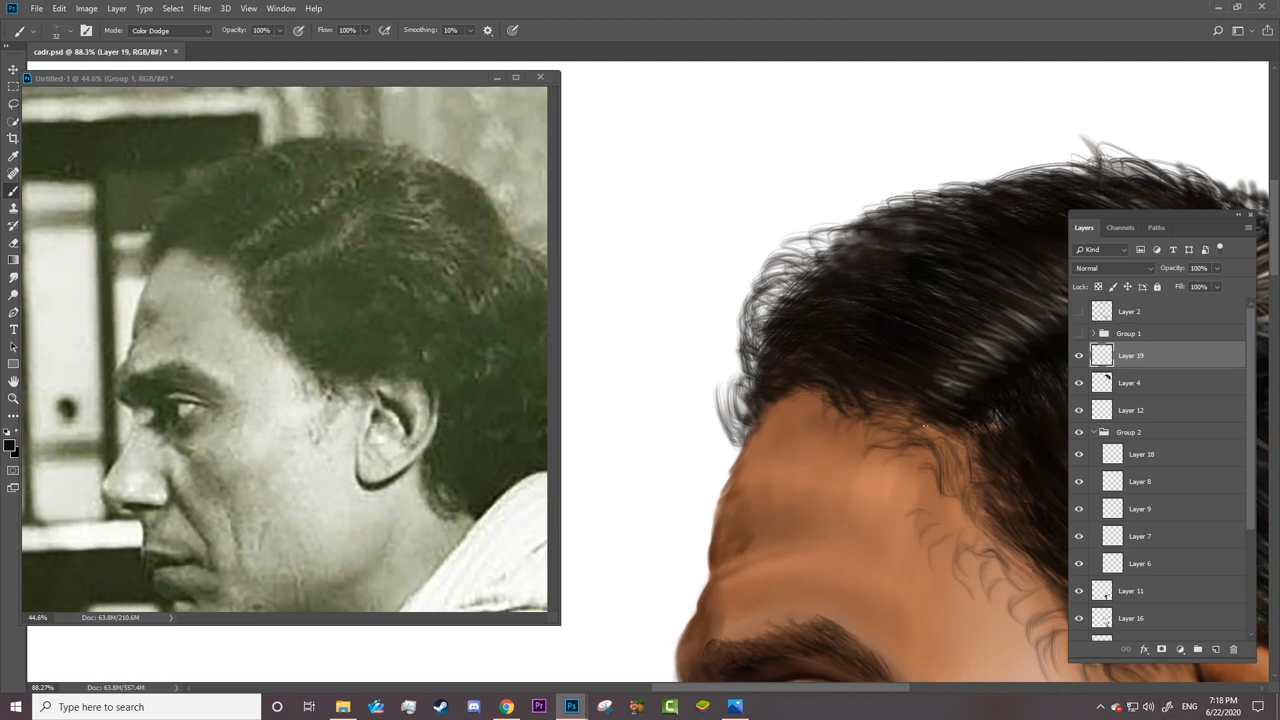 Ps File Edit Image Layer Type Select Filter 3D View Window Help
32 Mode: Color Dodge Opacity: 100% Flow: 100% Smoothing: 10%
cadr.psd @ 88.3% (Layer 19, RGB/8#) *
Untitled-1 @ 44.6% (Group 1, RGB/8#) *
Layers Channels Paths
Kind
Normal Opacity: 100%
Lock: Fill: 100%
Layer 2
Group 1
Layer 19
Layer 4
Layer 12
Group 2
Layer 18
Layer 8
Layer 9
Layer 7
Layer 6
Layer 11
Layer 16
44.6% Doc: 63.8M/210.6M
88.27% Doc: 63.8M/557.4M
Type here to search
Pr Ps
ENG 7:18 PM
6/22/2020